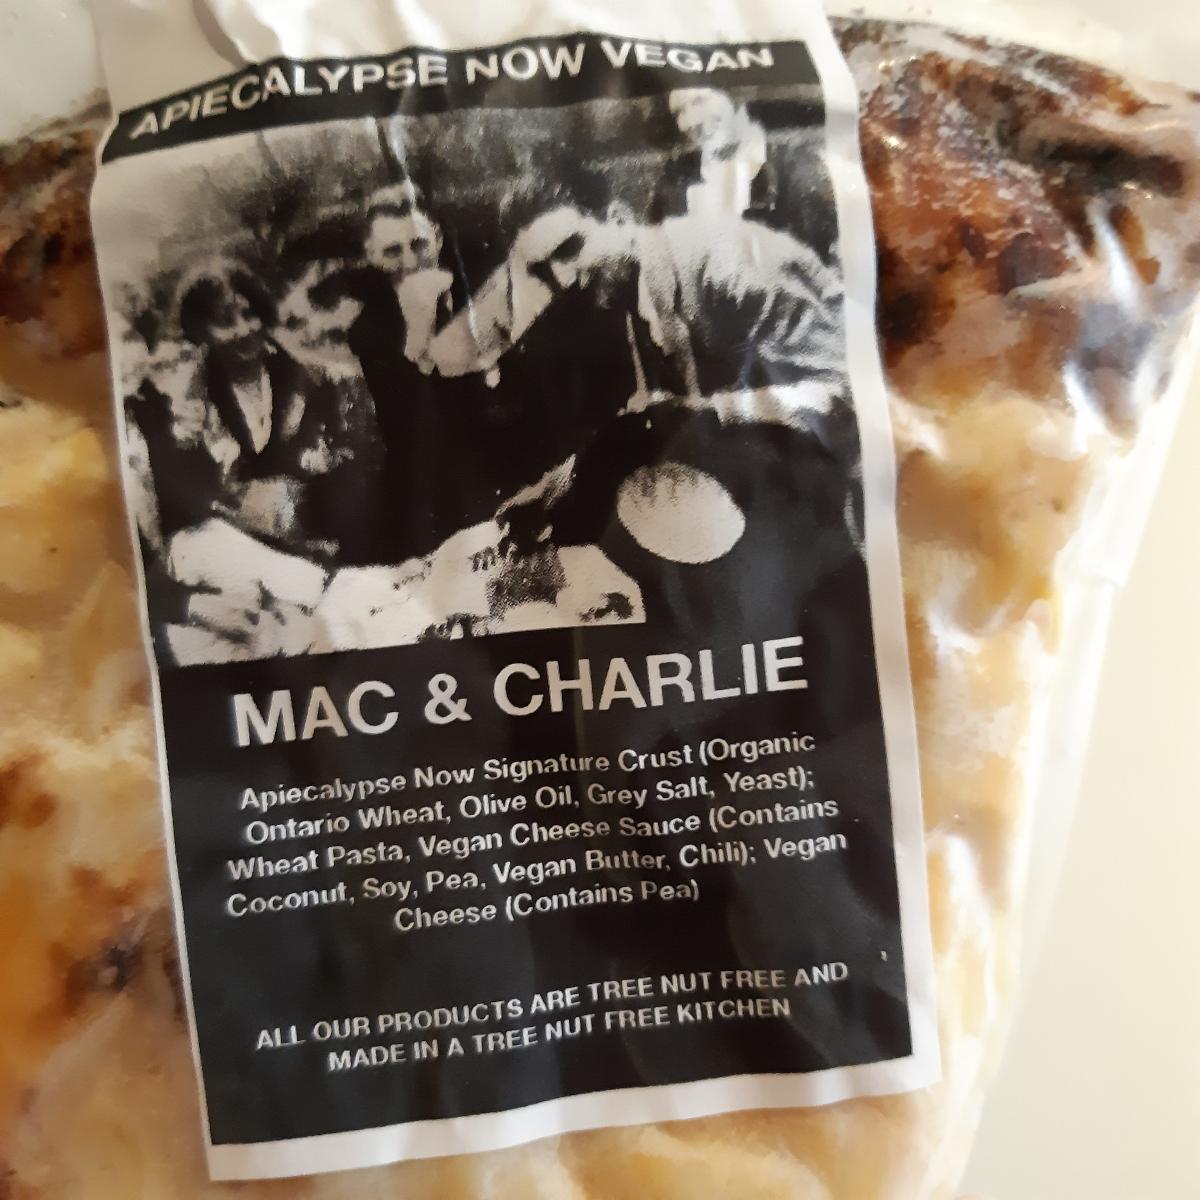 APIECALYPSE NOW VEGAN
MAC & CHARLIE
Apiecalypse Now Signature Crust (Organic
Ontario Wheat, Olive Oil, Grey Salt, Yeast);
Wheat Pasta, Vegan Cheese Sauce (Contains
Coconut, Soy, Pea, Vegan Butter, Chili); Vegan
Cheese (Contains Pea)
ALL OUR PRODUCTS ARE TREE NUT FREE AND
MADE IN A TREE NUT FREE KITCHEN